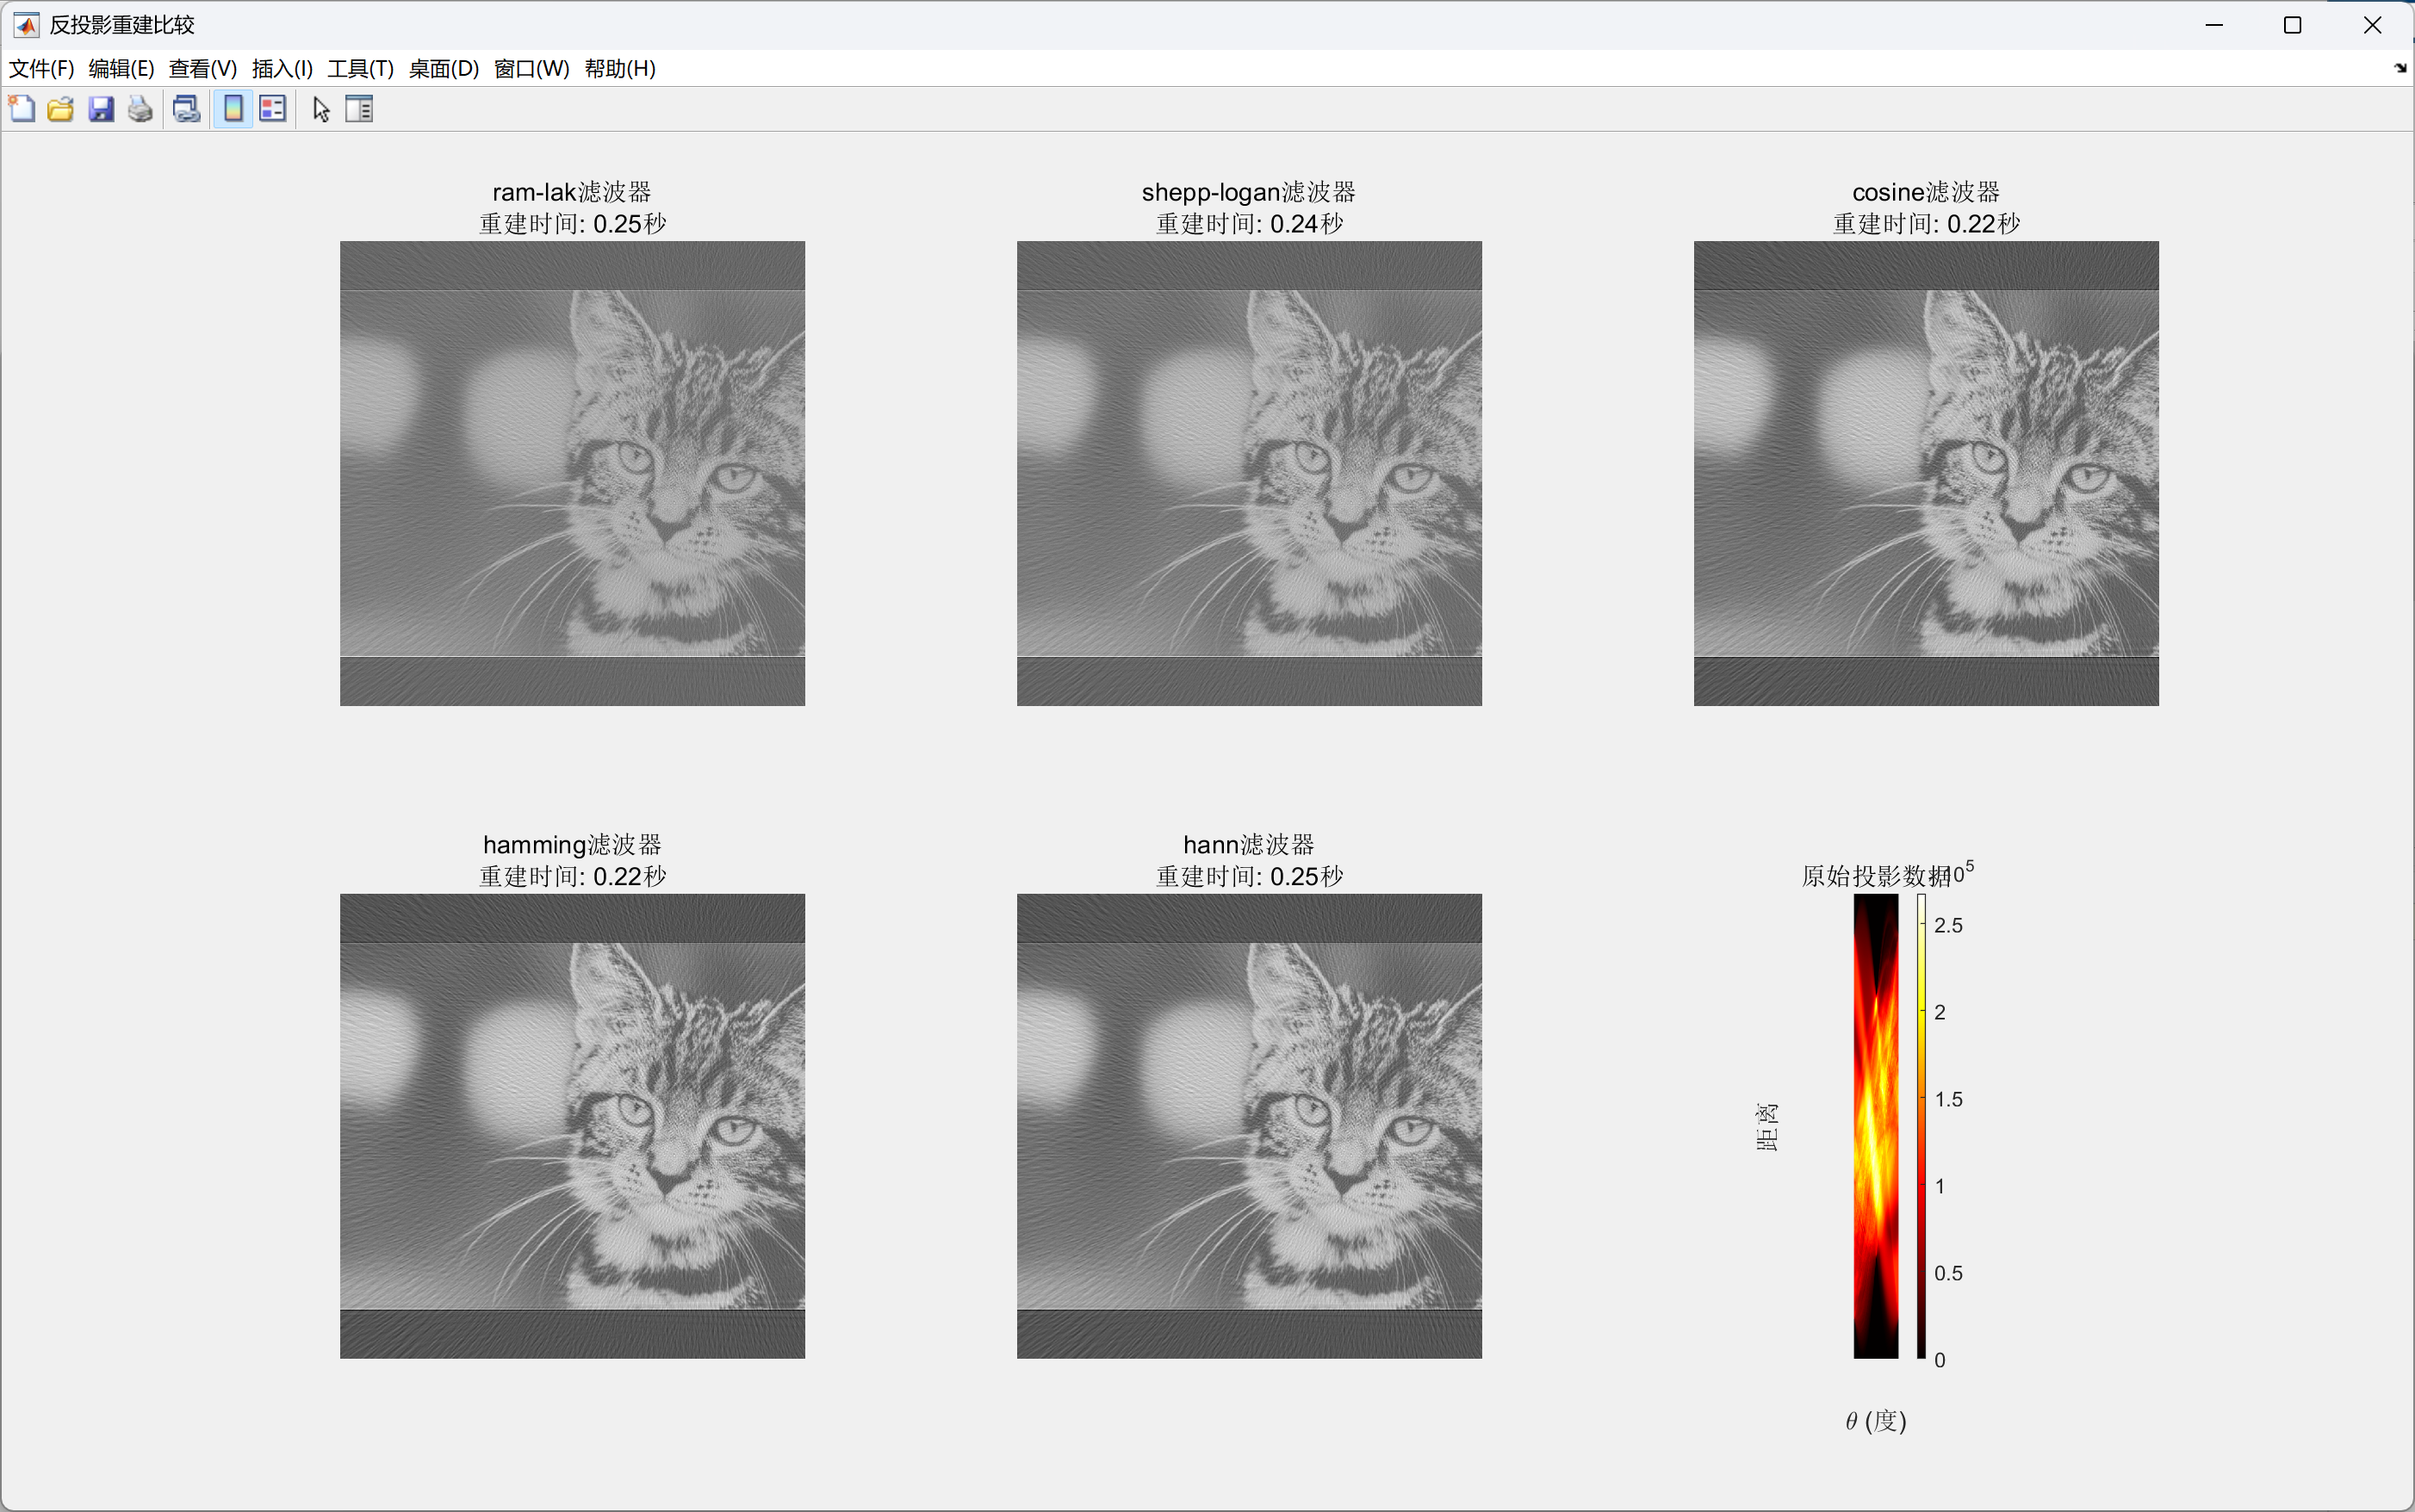 反投影重建比较
文件(F) 编辑(E) 查看(V) 插入(I) 工具(T) 桌面(D) 窗口(W) 帮助(H)
ram-lak滤波器
重建时间: 0.25秒
shepp-logan滤波器
重建时间: 0.24秒
cosine滤波器
重建时间: 0.22秒
hamming滤波器
重建时间: 0.22秒
hann滤波器
重建时间: 0.25秒
原始投影数据
10⁵
2.5
2
1.5
1
0.5
0
距离
θ (度)